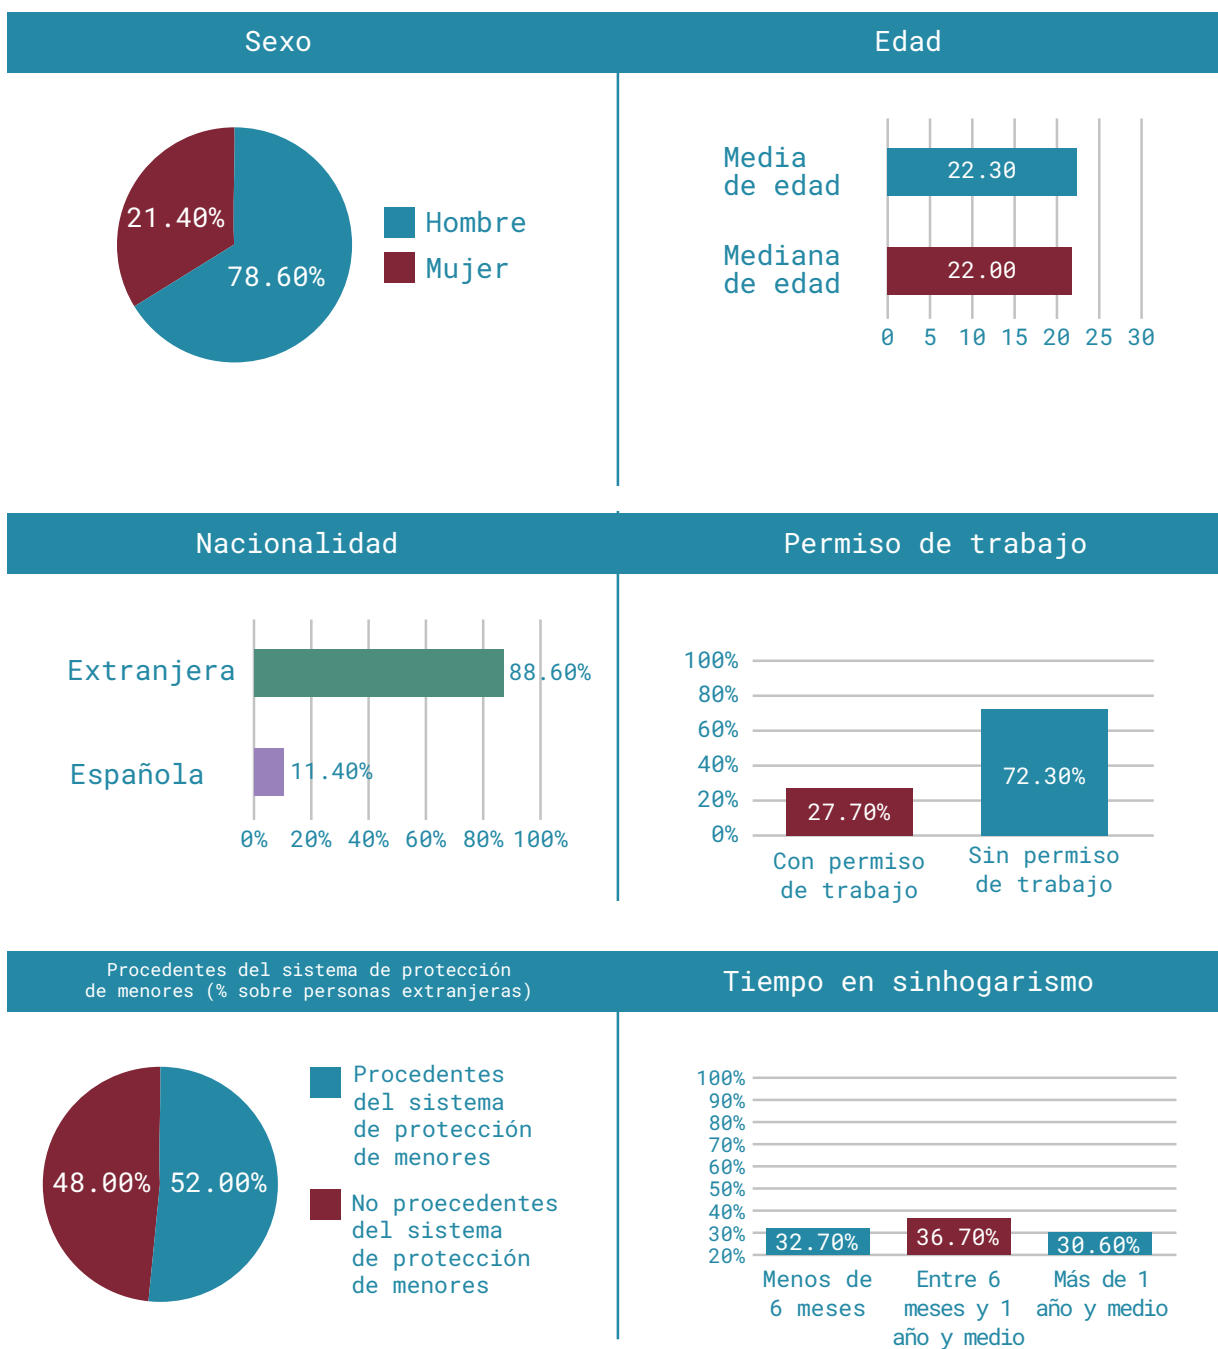 Sexo
21.40%
78.60%
Hombre
Mujer
Edad
Media
de edad
22.30
Mediana
de edad
22.00
0 5 10 15 20 25 30
Nacionalidad
Extranjera
88.60%
Española
11.40%
0% 20% 40% 60% 80% 100%
Permiso de trabajo
100%
80%
60%
40%
20%
0%
27.70%
72.30%
Con permiso
de trabajo
Sin permiso
de trabajo
Procedentes del sistema de protección
de menores (% sobre personas extranjeras)
48.00% 52.00%
Procedentes
del sistema
de protección
de menores
No proecedentes
del sistema
de protección
de menores
Tiempo en sinhogarismo
100%
90%
80%
70%
60%
50%
40%
30%
20%
32.70%
36.70%
30.60%
Menos de
6 meses
Entre 6
meses y 1
año y medio
Más de 1
año y medio